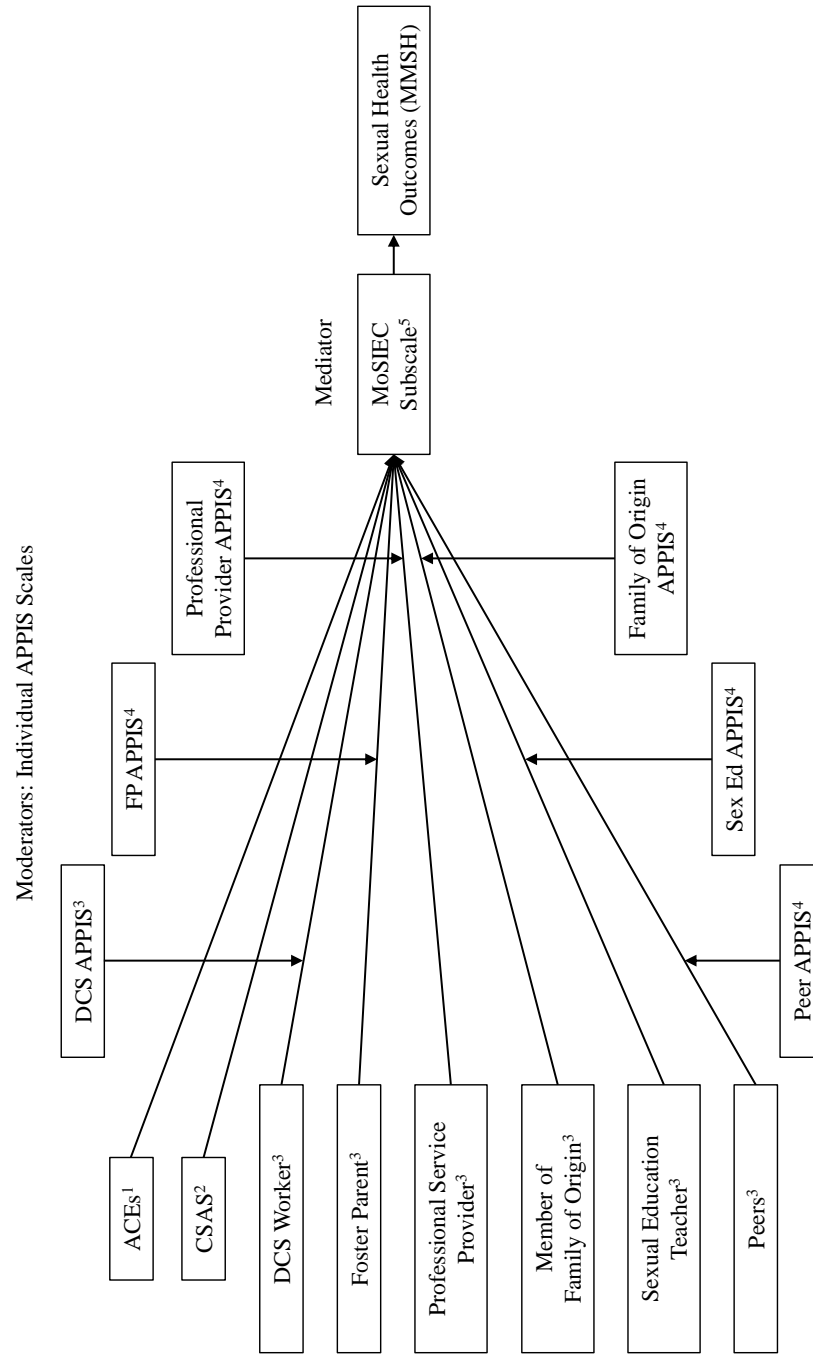 Moderators: Individual APPIS Scales
DCS APPIS³
FP APPIS⁴
Professional
Provider APPIS⁴
ACEs¹
CSAS²
DCS Worker³
Foster Parent³
Professional Service
Provider³
Member of
Family of Origin³
Sexual Education
Teacher³
Peers³
Mediator
MoSIEC
Subscale⁵
Sexual Health
Outcomes (MMSH)
Peer APPIS⁴
Sex Ed APPIS⁴
Family of Origin
APPIS⁴